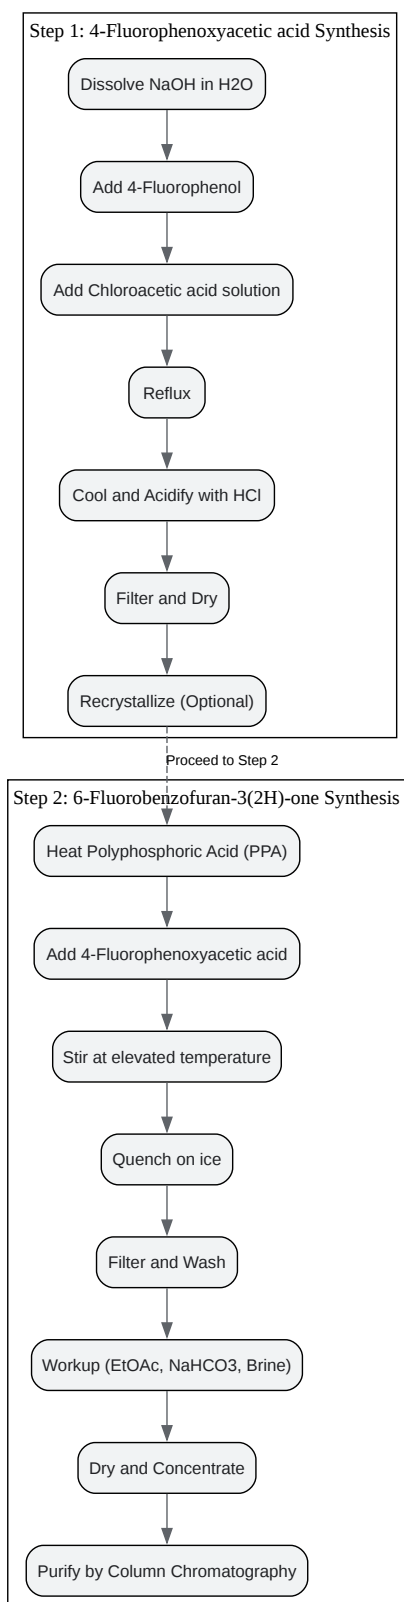 Step 1: 4-Fluorophenoxyacetic acid Synthesis
Dissolve NaOH in H2O
Add 4-Fluorophenol
Add Chloroacetic acid solution
Reflux
Cool and Acidify with HCl
Filter and Dry
Recrystallize (Optional)
Proceed to Step 2
Step 2: 6-Fluorobenzofuran-3(2H)-one Synthesis
Heat Polyphosphoric Acid (PPA)
Add 4-Fluorophenoxyacetic acid
Stir at elevated temperature
Quench on ice
Filter and Wash
Workup (EtOAc, NaHCO3, Brine)
Dry and Concentrate
Purify by Column Chromatography